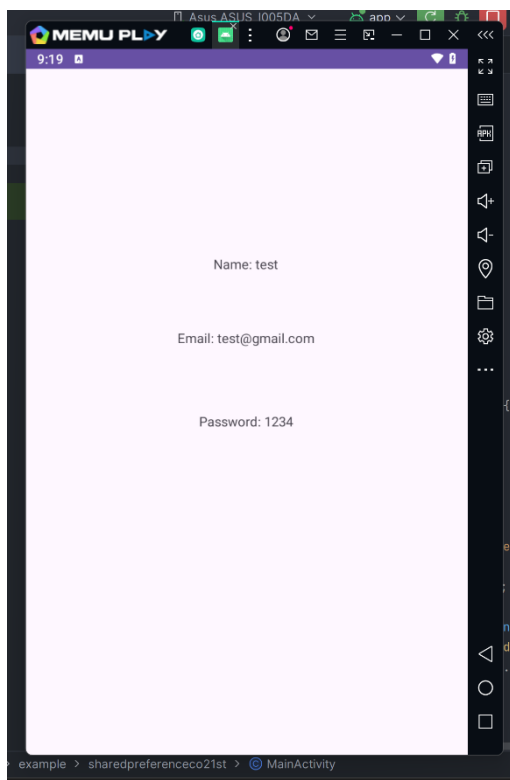 Asus ASUS I005DA
app
MEMU PLAY
9:19
APK
Name: test
Email: test@gmail.com
Password: 1234
example > sharedpreferenceco21st > MainActivity